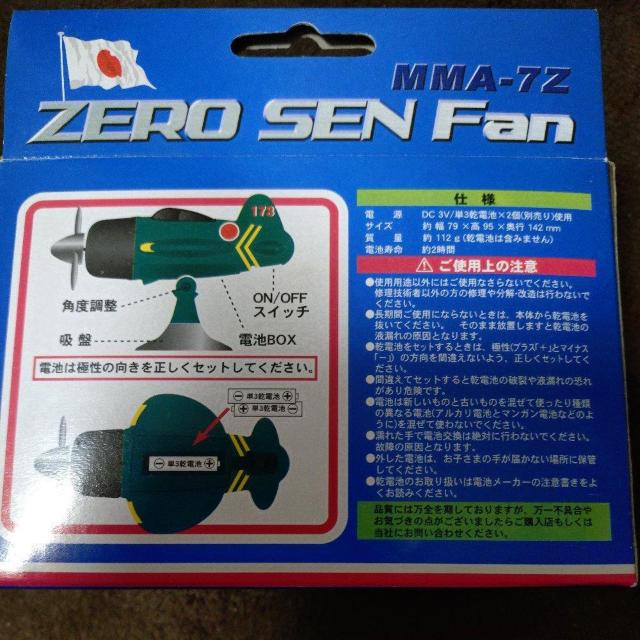 MMA-7Z
ZERO SEN Fan
173
角度調整
ON/OFF
スイッチ
吸盤
電池BOX
電池は極性の向きを正しくセットしてください。
⊖ 単3乾電池 ⊕
⊕ 単3乾電池 ⊖
⊖ 単3乾電池 ⊕
仕様
電源 DC 3V/単3乾電池×2個(別売り)使用
サイズ 約 幅 79 × 高 95 × 奥行 142 mm
質量 約 112g(乾電池は含みません)
電池寿命 約2時間
⚠ ご使用上の注意
●使用用途以外にはご使用なさらないでください。
修理技術者以外の方の修理や分解・改造は行わないで
ください。
●長期間ご使用にならないときは、本体から乾電池を
抜いてください。 そのまま放置しますと乾電池の
液漏れの原因となります。
●乾電池をセットするときは、極性(プラス「+」とマイナス
「−」)の方向を間違えないよう、正しくセットしてく
ださい。
●間違えてセットすると乾電池の破裂や液漏れの恐れ
があり危険です。
●電池は新しいものと古いものを混ぜて使ったり種類
の異なる電池(アルカリ電池とマンガン電池などのよ
うに)を混ぜて使わないでください。
●濡れた手で電池交換は絶対に行わないでください。
故障の原因となります。
●外した電池は、お子さまの手が届かない場所に保管
してください。
●乾電池のお取り扱いは電池メーカーの注意書きをよ
くお読みください。
品質には万全を期しておりますが、万一不具合や
お気づきの点がございましたらご購入店もしくは
当社にお問い合わせください。